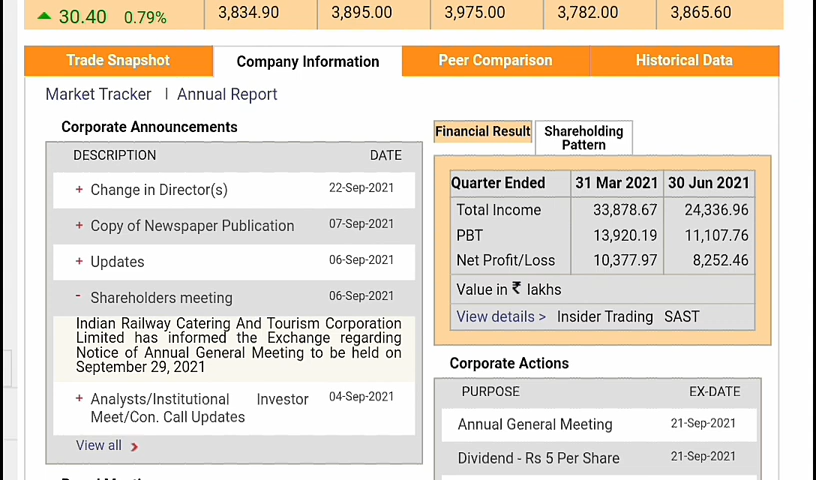 30.40 0.79% 3,834.90 3,895.00 3,975.00 3,782.00 3,865.60
Trade Snapshot Company Information Peer Comparison Historical Data
Market Tracker | Annual Report
Corporate Announcements
DESCRIPTION DATE
+ Change in Director(s) 22-Sep-2021
+ Copy of Newspaper Publication 07-Sep-2021
+ Updates 06-Sep-2021
- Shareholders meeting 06-Sep-2021
Indian Railway Catering And Tourism Corporation
Limited has informed the Exchange regarding
Notice of Annual General Meeting to be held on
September 29, 2021
+ Analysts/Institutional Investor 04-Sep-2021
Meet/Con. Call Updates
View all >
Financial Result Shareholding
Pattern
Quarter Ended 31 Mar 2021 30 Jun 2021
Total Income 33,878.67 24,336.96
PBT 13,920.19 11,107.76
Net Profit/Loss 10,377.97 8,252.46
Value in ₹ lakhs
View details > Insider Trading SAST
Corporate Actions
PURPOSE EX-DATE
Annual General Meeting 21-Sep-2021
Dividend - Rs 5 Per Share 21-Sep-2021